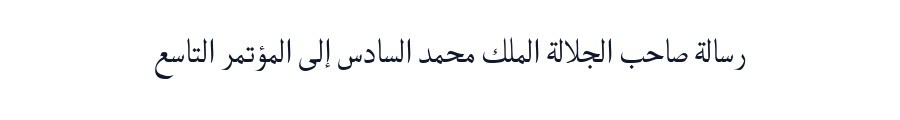 رسالة صاحب الجلالة الملك محمد السادس إلى المؤتمر التاسع